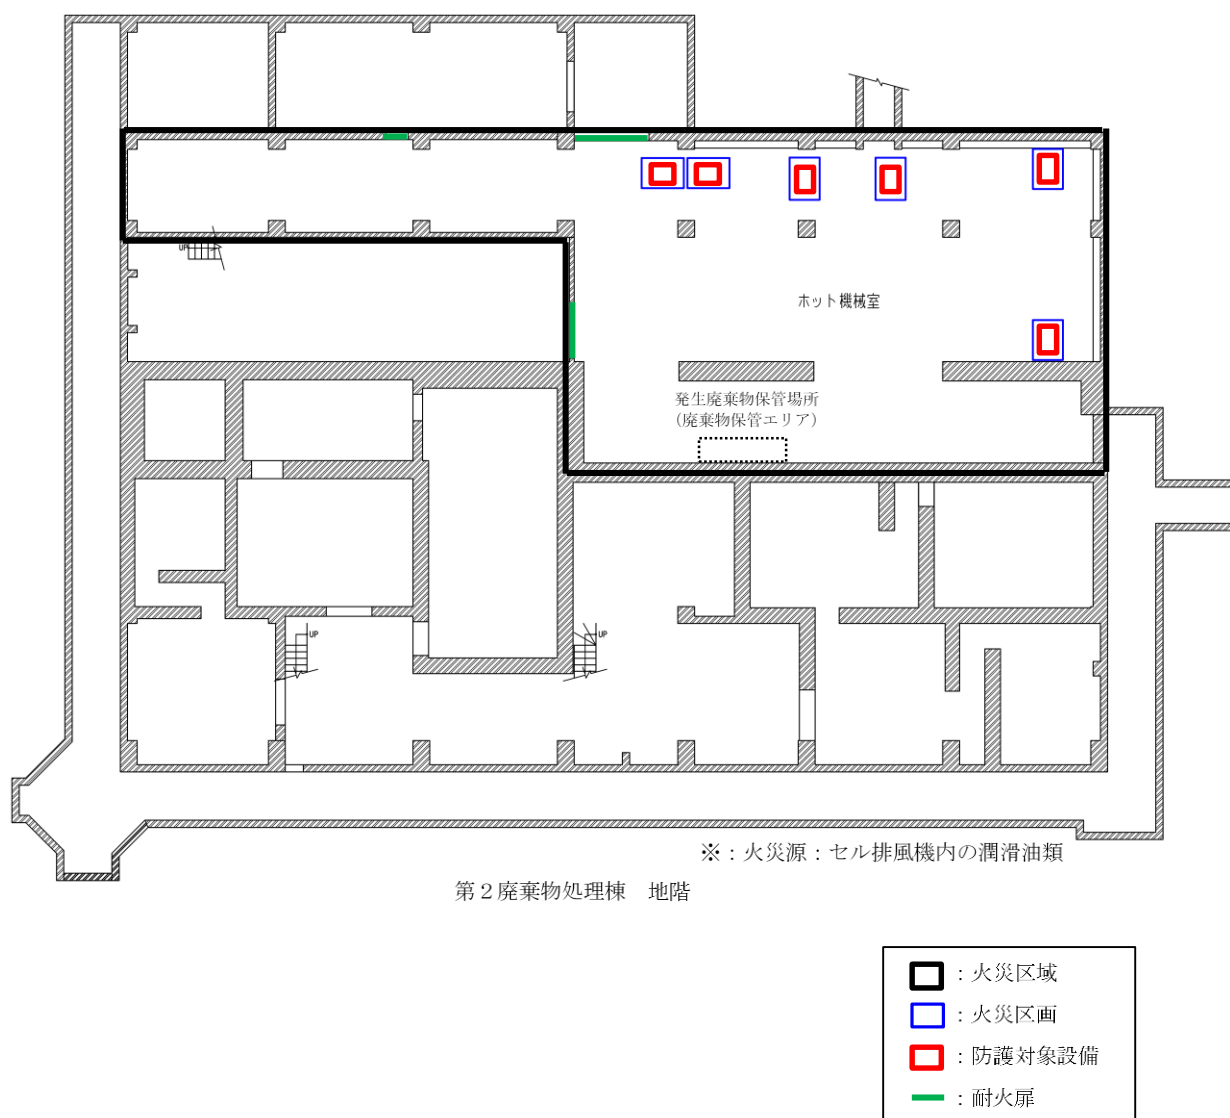 UP
ホット機械室
発生廃棄物保管場所
（廃棄物保管エリア）
UP
UP
※：火災源：セル排風機内の潤滑油類
第２廃棄物処理棟　地階
：火災区域
：火災区画
：防護対象設備
：耐火扉